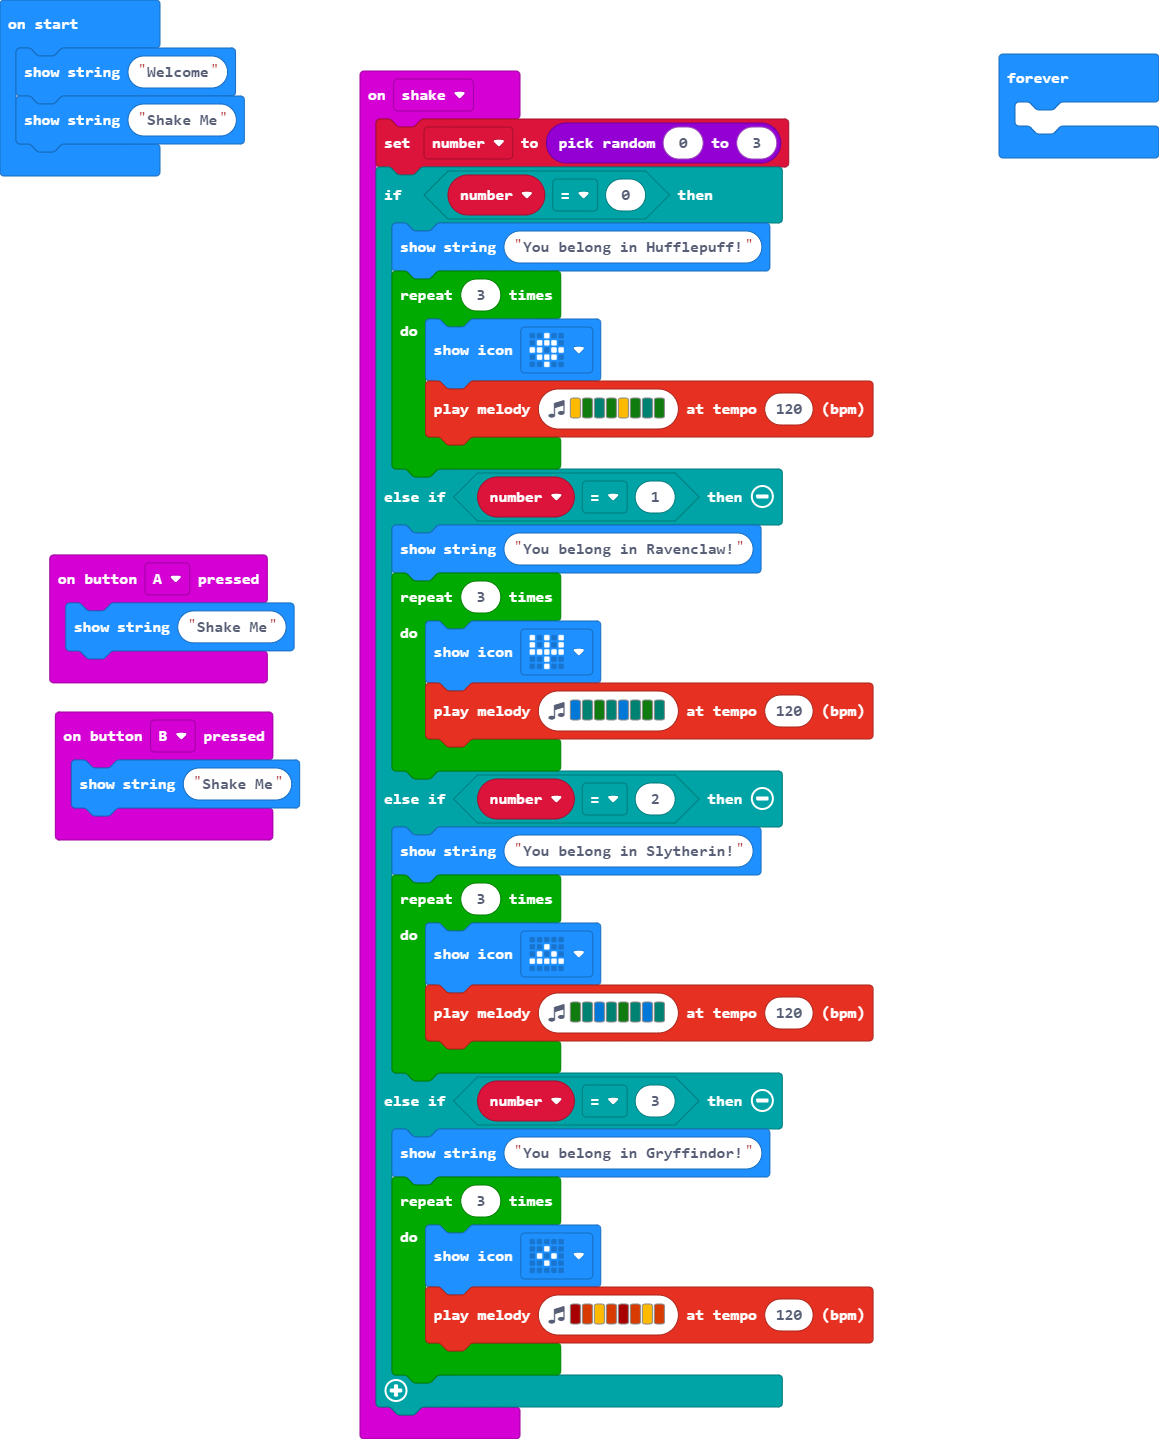 on start
show string "Welcome"
show string "Shake Me"
forever
on shake
set number to pick random 0 to 3
if number = 0 then
show string "You belong in Hufflepuff!"
repeat 3 times
do
show icon
play melody at tempo 120 (bpm)
else if number = 1 then
show string "You belong in Ravenclaw!"
repeat 3 times
do
show icon
play melody at tempo 120 (bpm)
else if number = 2 then
show string "You belong in Slytherin!"
repeat 3 times
do
show icon
play melody at tempo 120 (bpm)
else if number = 3 then
show string "You belong in Gryffindor!"
repeat 3 times
do
show icon
play melody at tempo 120 (bpm)
on button A pressed
show string "Shake Me"
on button B pressed
show string "Shake Me"